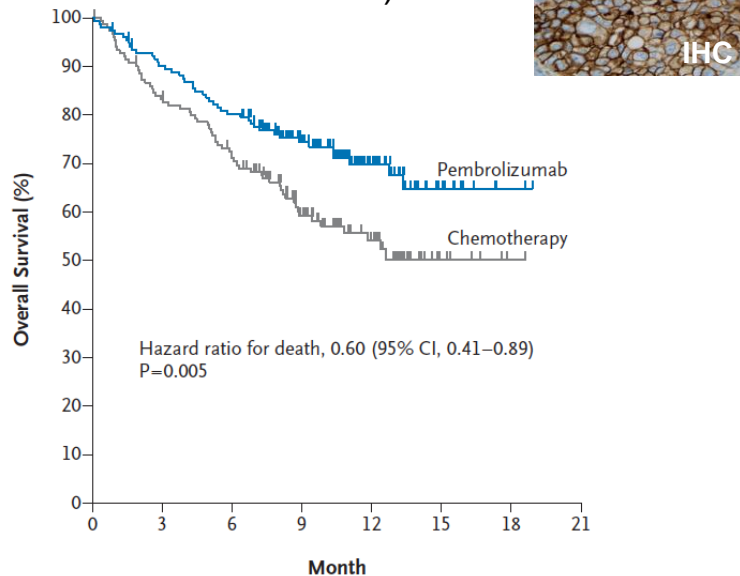 IHC
100
90
80
70
60
50
40
30
20
10
0
Overall Survival (%)
Pembrolizumab
Chemotherapy
Hazard ratio for death, 0.60 (95% CI, 0.41–0.89)
P=0.005
0 3 6 9 12 15 18 21
Month